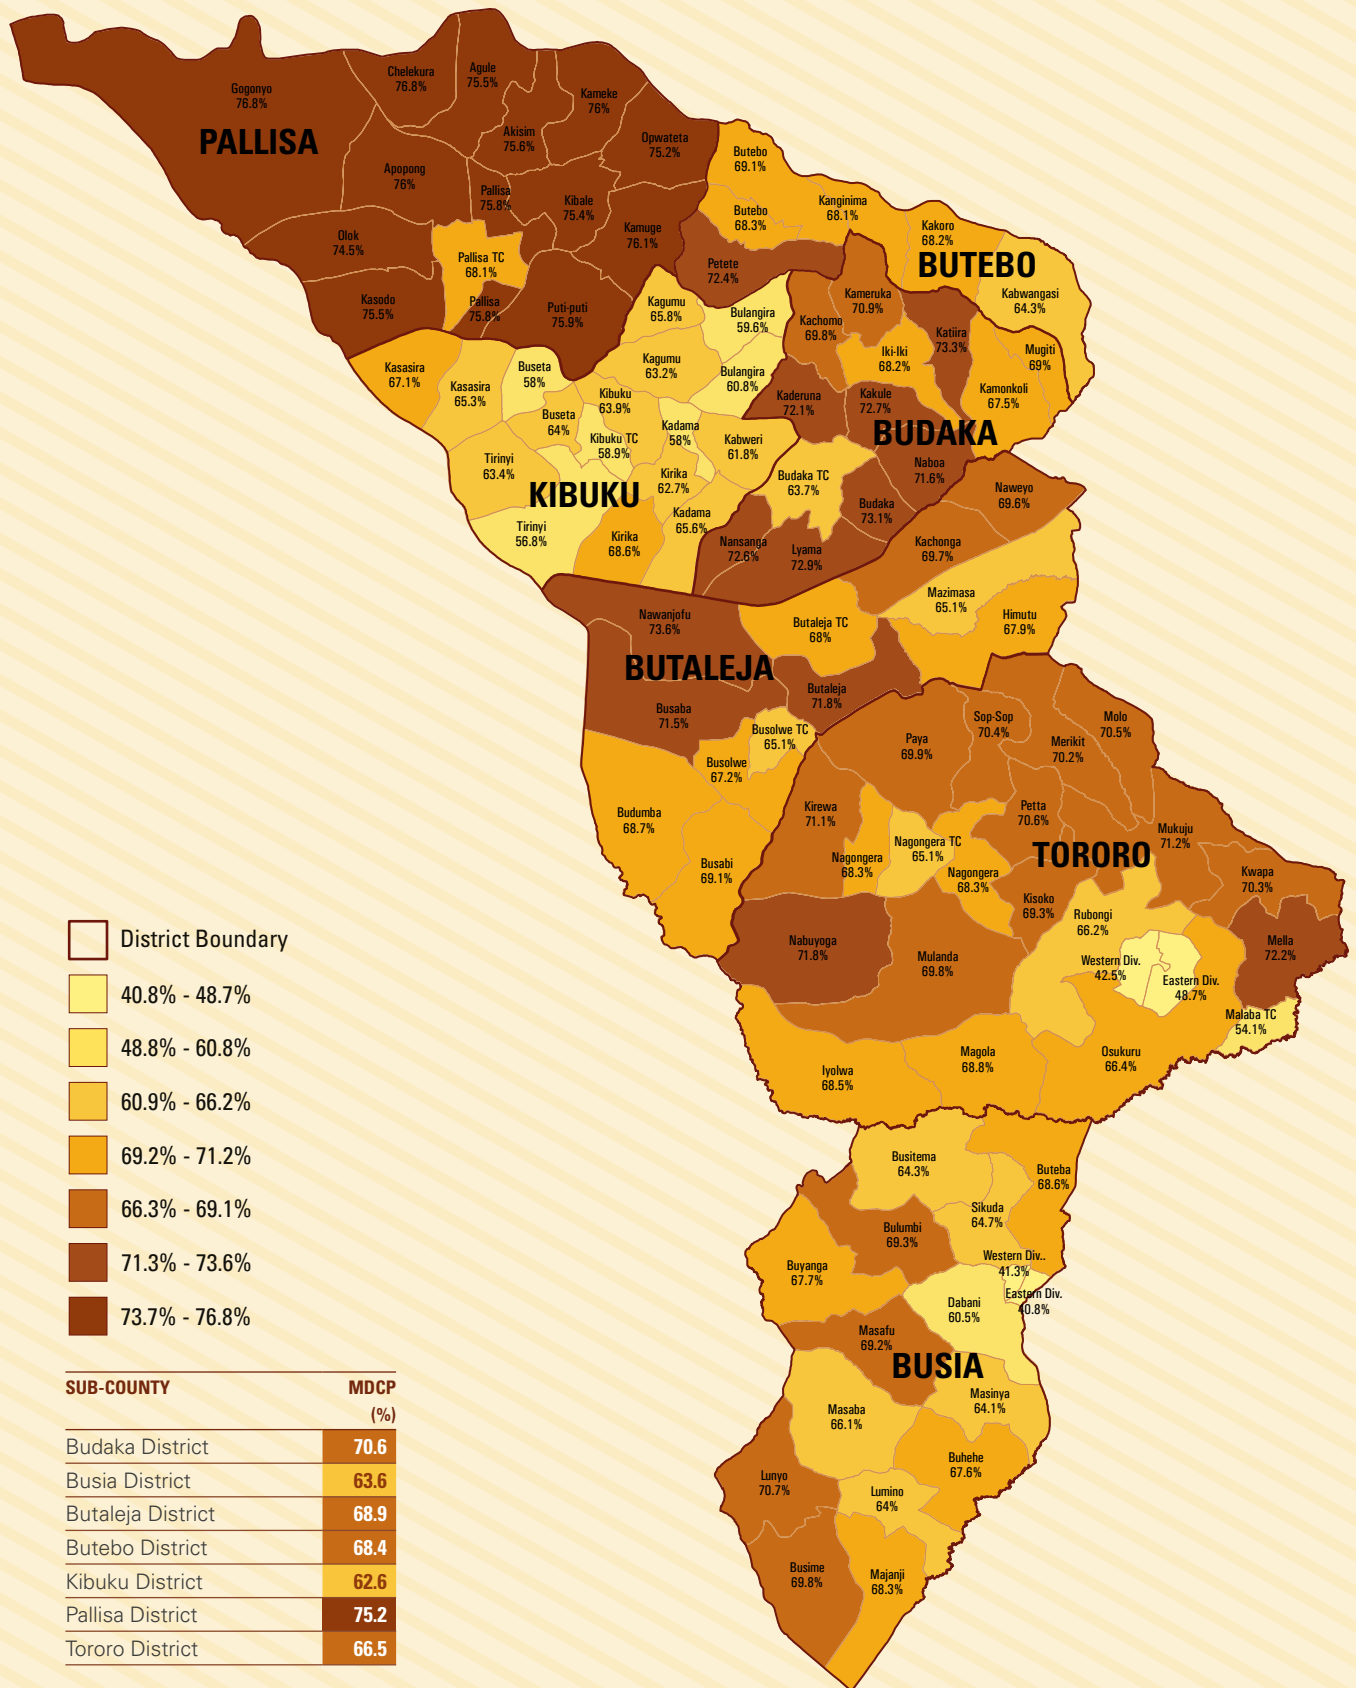 Gogonyo
76.8%
Chelekura
76.8%
Agule
75.5%
Kameke
76%
Akisim
75.6%
Opwateta
75.2%
PALLISA
Apopong
76%
Pallisa
75.8%
Kibale
75.4%
Kamuge
76.1%
Olok
74.5%
Pallisa TC
68.1%
Kasodo
75.5%
Pallisa
75.8%
Puti-puti
75.9%
Butebo
69.1%
Butebo
68.3%
Kanginima
68.1%
Kakoro
68.2%
BUTEBO
Petete
72.4%
Kabwangasi
64.3%
Kagumu
65.8%
Bulangira
59.6%
Kachomo
69.8%
Kameruka
70.9%
Katiira
73.3%
Iki-Iki
68.2%
Mugiti
69%
Kamonkoli
67.5%
Kasasira
67.1%
Kasasira
65.3%
Buseta
58%
Kagumu
63.2%
Bulangira
60.8%
Kaderuna
72.1%
Kakule
72.7%
BUDAKA
Buseta
64%
Kibuku
63.9%
Kibuku TC
58.9%
Kadama
58%
Kabweri
61.8%
Naboa
71.6%
Tirinyi
63.4%
KIBUKU
Kirika
62.7%
Budaka TC
63.7%
Budaka
73.1%
Naweyo
69.6%
Tirinyi
56.8%
Kirika
68.6%
Kadama
65.6%
Nansanga
72.6%
Lyama
72.9%
Kachonga
69.7%
Mazimasa
65.1%
Himutu
67.9%
Nawanjofu
73.6%
Butaleja TC
68%
BUTALEJA
Butaleja
71.8%
Busaba
71.5%
Busolwe TC
65.1%
Busolwe
67.2%
Budumba
68.7%
Busabi
69.1%
Paya
69.9%
Sop-Sop
70.4%
Molo
70.5%
Merikit
70.2%
Kirewa
71.1%
Petta
70.6%
Mukuju
71.2%
TORORO
Nagongera
68.3%
Nagongera TC
65.1%
Nagongera
68.3%
Kwapa
70.3%
Kisoko
69.3%
Rubongi
66.2%
Nabuyoga
71.8%
Mulanda
69.8%
Western Div.
42.5%
Eastern Div.
48.7%
Mella
72.2%
Malaba TC
54.1%
Iyolwa
68.5%
Magola
68.8%
Osukuru
66.4%
Busitema
64.3%
Buteba
68.6%
Sikuda
64.7%
Bulumbi
69.3%
Buyanga
67.7%
Western Div..
41.3%
Eastern Div.
40.8%
Dabani
60.5%
Masafu
69.2%
BUSIA
Masinya
64.1%
Masaba
66.1%
Buhehe
67.6%
Lunyo
70.7%
Lumino
64%
Busime
69.8%
Majanji
68.3%
District Boundary
40.8% - 48.7%
48.8% - 60.8%
60.9% - 66.2%
69.2% - 71.2%
66.3% - 69.1%
71.3% - 73.6%
73.7% - 76.8%
SUB-COUNTY MDCP
(%)
Budaka District 70.6
Busia District 63.6
Butaleja District 68.9
Butebo District 68.4
Kibuku District 62.6
Pallisa District 75.2
Tororo District 66.5